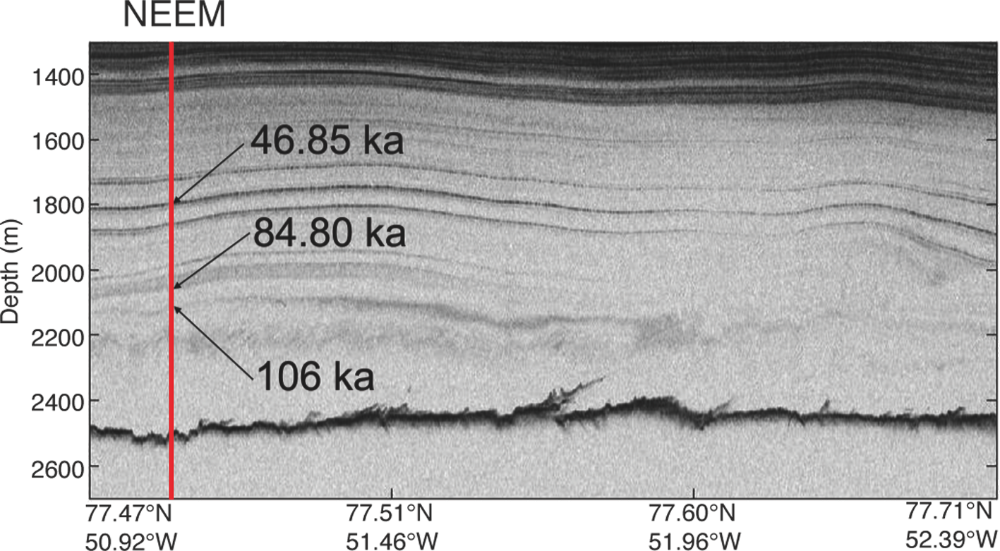 NEEM
1400
1600
1800
2000
2200
2400
2600
Depth (m)
46.85 ka
84.80 ka
106 ka
77.47°N
50.92°W
77.51°N
51.46°W
77.60°N
51.96°W
77.71°N
52.39°W